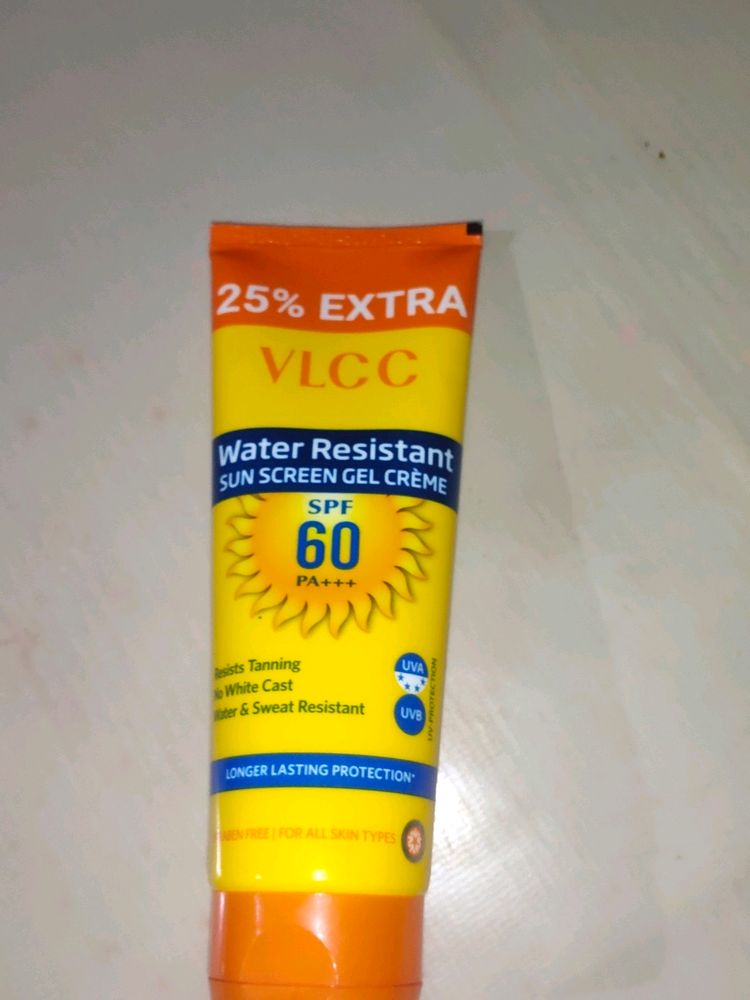 25% EXTRA
VLCC
Water Resistant
SUN SCREEN GEL CRÈME
SPF
60
PA+++
Resists Tanning
No White Cast
Water & Sweat Resistant
UVA
UVB
UV-PROTECTION
LONGER LASTING PROTECTION*
FREE | FOR ALL SKIN TYPES